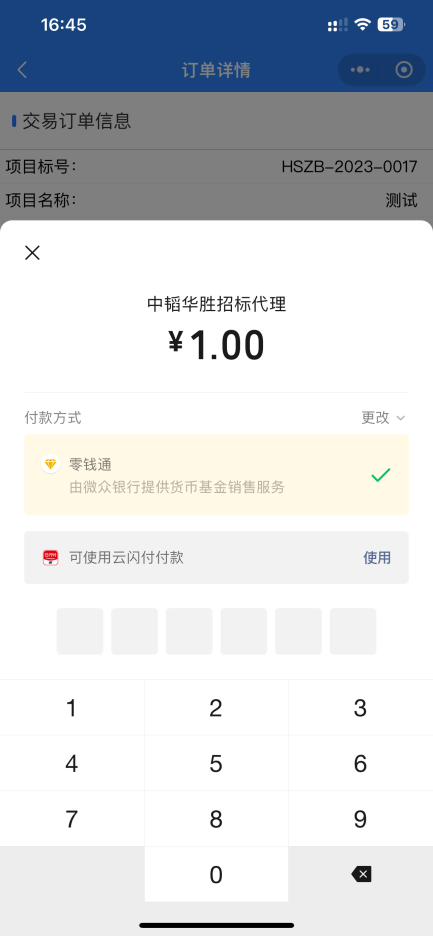 16:45
59
订单详情
交易订单信息
项目标号: HSZB-2023-0017
项目名称: 测试
中韬华胜招标代理
¥1.00
付款方式 更改
零钱通
由微众银行提供货币基金销售服务
可使用云闪付付款 使用
1 2 3
4 5 6
7 8 9
0